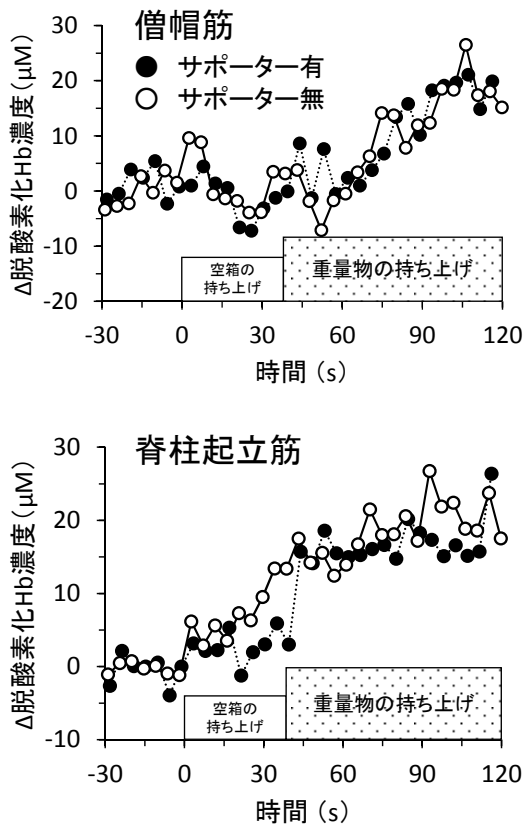 僧帽筋
サポーター有
サポーター無
Δ脱酸素化Hb濃度(μM)
30
20
10
0
-10
-20
空箱の
持ち上げ
重量物の持ち上げ
-30
0
30
60
90
120
時間 (s)
脊柱起立筋
Δ脱酸素化Hb濃度(μM)
30
20
10
0
-10
空箱の
持ち上げ
重量物の持ち上げ
-30
0
30
60
90
120
時間 (s)